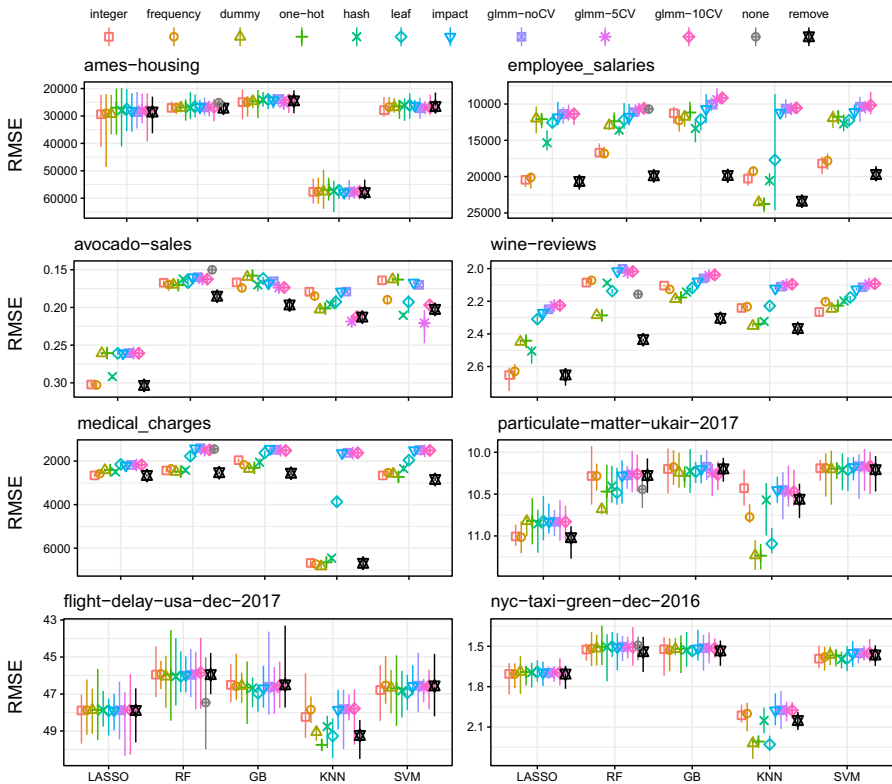 integer frequency dummy one-hot hash leaf impact glmm-noCV glmm-5CV glmm-10CV none remove
ames-housing
employee_salaries
RMSE
20000
30000
40000
50000
60000
10000
15000
20000
25000
avocado-sales
wine-reviews
RMSE
0.15
0.20
0.25
0.30
2.0
2.2
2.4
2.6
medical_charges
particulate-matter-ukair-2017
RMSE
2000
4000
6000
10.0
10.5
11.0
flight-delay-usa-dec-2017
nyc-taxi-green-dec-2016
RMSE
43
45
47
49
1.5
1.8
2.1
LASSO RF GB KNN SVM
LASSO RF GB KNN SVM